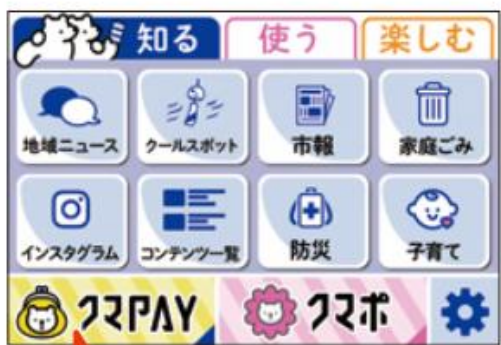 知る 使う 楽しむ
地域ニュース クールスポット 市報 家庭ごみ
インスタグラム コンテンツ一覧 防災 子育て
クマPAY クマポ